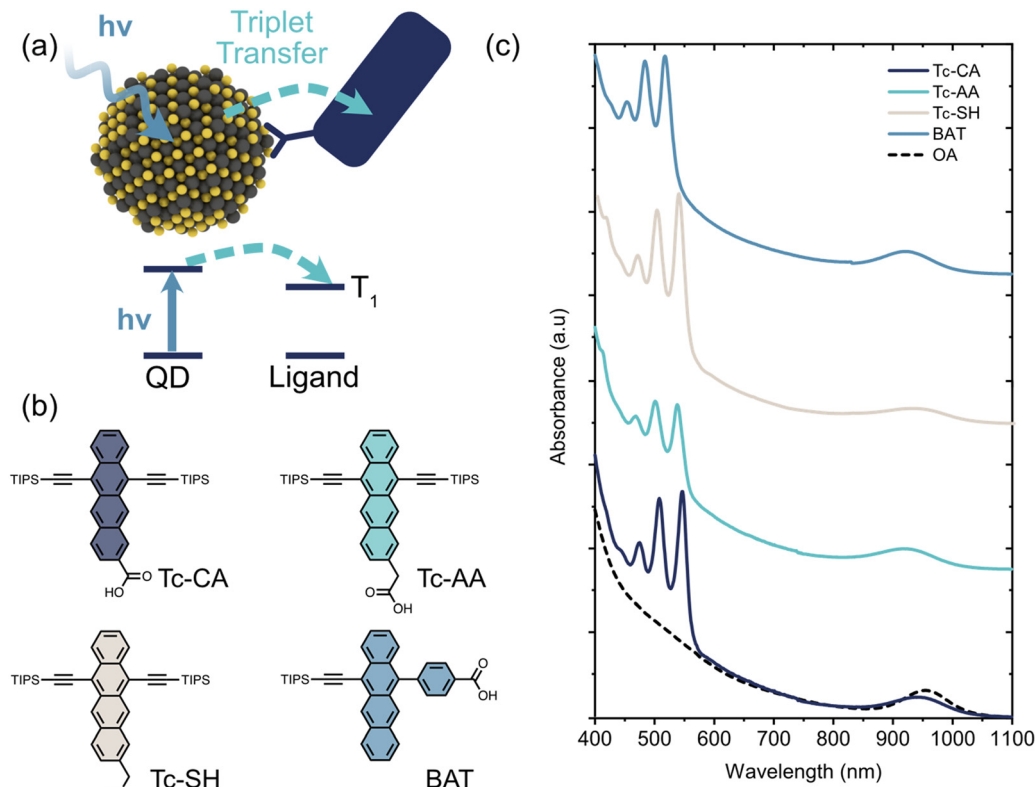 (a)
hν
Triplet
Transfer
hν
T1
QD
Ligand
(b)
TIPS
TIPS
O
HO
Tc-CA
TIPS
TIPS
O
OH
Tc-AA
TIPS
TIPS
Tc-SH
TIPS
O
OH
BAT
(c)
Tc-CA
Tc-AA
Tc-SH
BAT
OA
Absorbance (a.u)
400 500 600 700 800 900 1000 1100
Wavelength (nm)